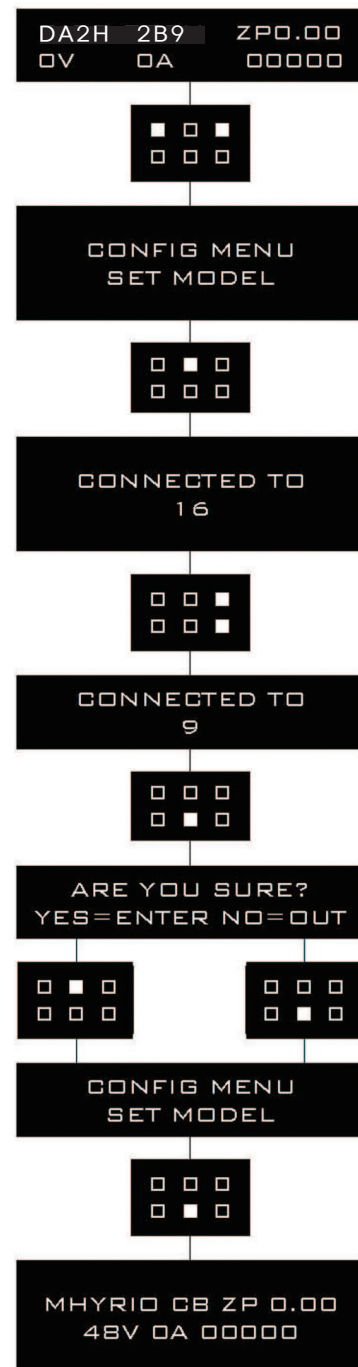 DA2H 2B9 ZP0.00
0V 0A 00000
CONFIG MENU
SET MODEL
CONNECTED TO
16
CONNECTED TO
9
ARE YOU SURE?
YES=ENTER NO=OUT
CONFIG MENU
SET MODEL
MHYRIO CB ZP 0.00
48V 0A 00000